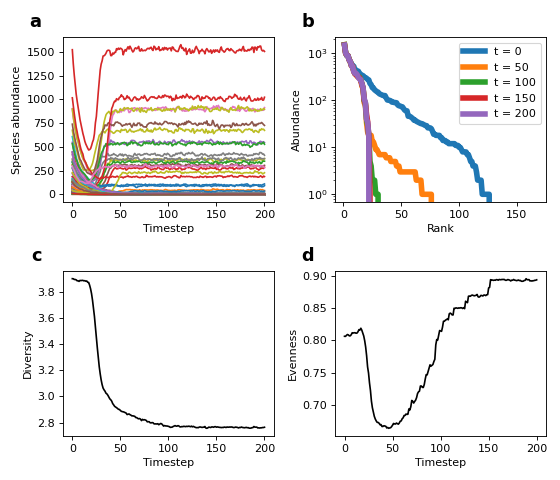 a
1500
1250
1000
750
500
250
0
Species abundance
0 50 100 150 200
Timestep
b
10³
10²
10¹
10⁰
Abundance
0 50 100 150
Rank
t = 0
t = 50
t = 100
t = 150
t = 200
c
3.8
3.6
3.4
3.2
3.0
2.8
Diversity
0 50 100 150 200
Timestep
d
0.90
0.85
0.80
0.75
0.70
Evenness
0 50 100 150 200
Timestep